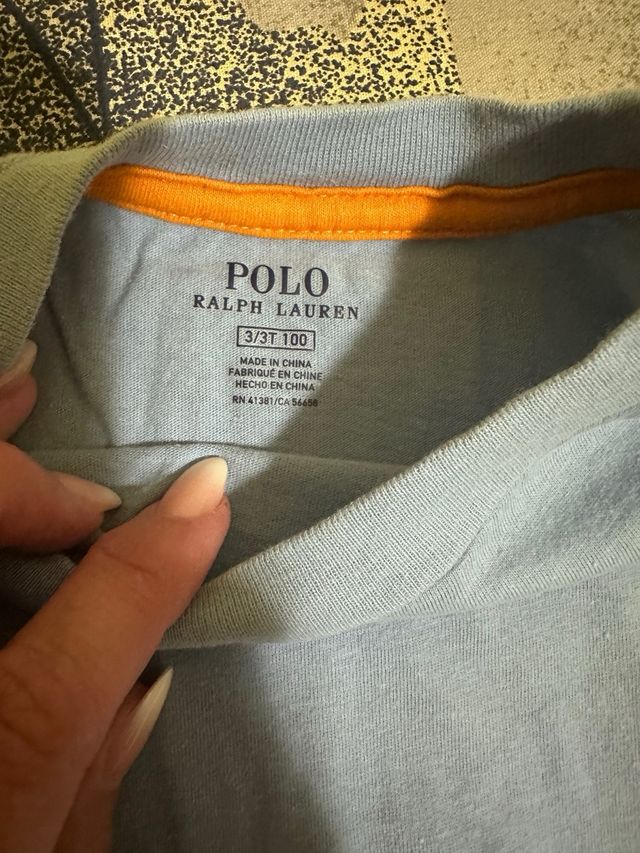 POLO
RALPH LAUREN
3/3T 100
MADE IN CHINA
FABRIQUÉ EN CHINE
HECHO EN CHINA
RN 41381/CA 56658